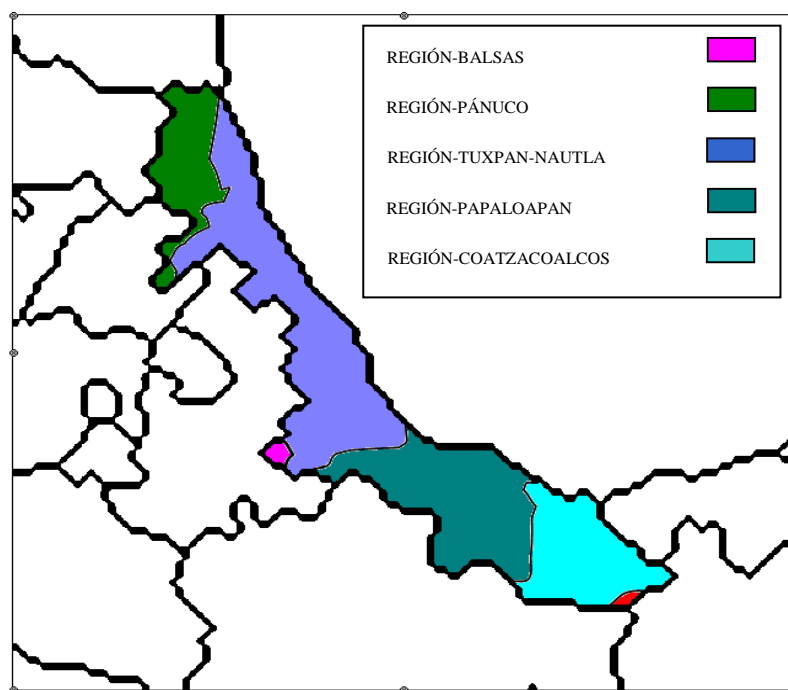 REGIÓN-BALSAS
REGIÓN-PÁNUCO
REGIÓN-TUXPAN-NAUTLA
REGIÓN-PAPALOAPAN
REGIÓN-COATZACOALCOS